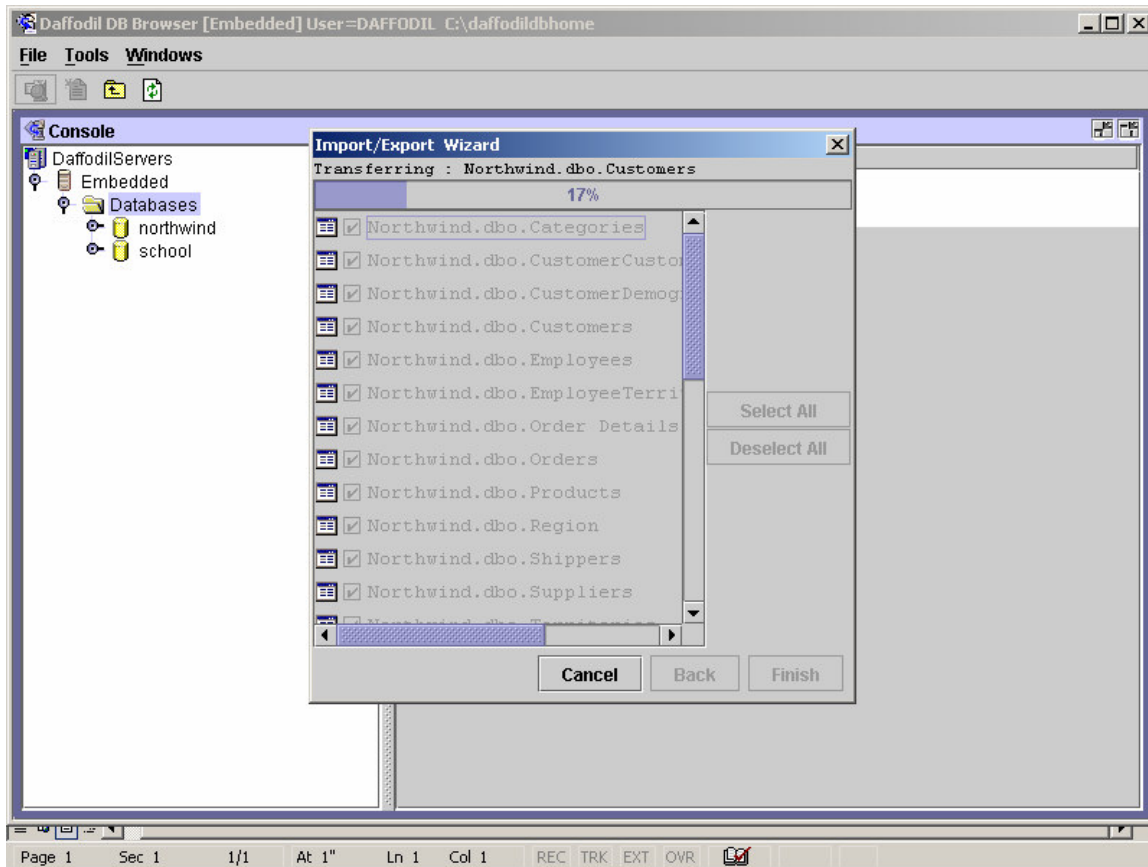 Daffodil DB Browser [Embedded] User=DAFFODIL C:\daffodildbhome
File Tools Windows
Console
DaffodilServers
Embedded
Databases
northwind
school
Import/Export Wizard
Transferring : Northwind.dbo.Customers
17%
Northwind.dbo.Categories
Northwind.dbo.CustomerCusto
Northwind.dbo.CustomerDemog
Northwind.dbo.Customers
Northwind.dbo.Employees
Northwind.dbo.EmployeeTerri
Northwind.dbo.Order Details
Northwind.dbo.Orders
Northwind.dbo.Products
Northwind.dbo.Region
Northwind.dbo.Shippers
Northwind.dbo.Suppliers
Northwind.dbo.Territories
Select All
Deselect All
Cancel Back Finish
Page 1 Sec 1 1/1 At 1" Ln 1 Col 1 REC TRK EXT OVR